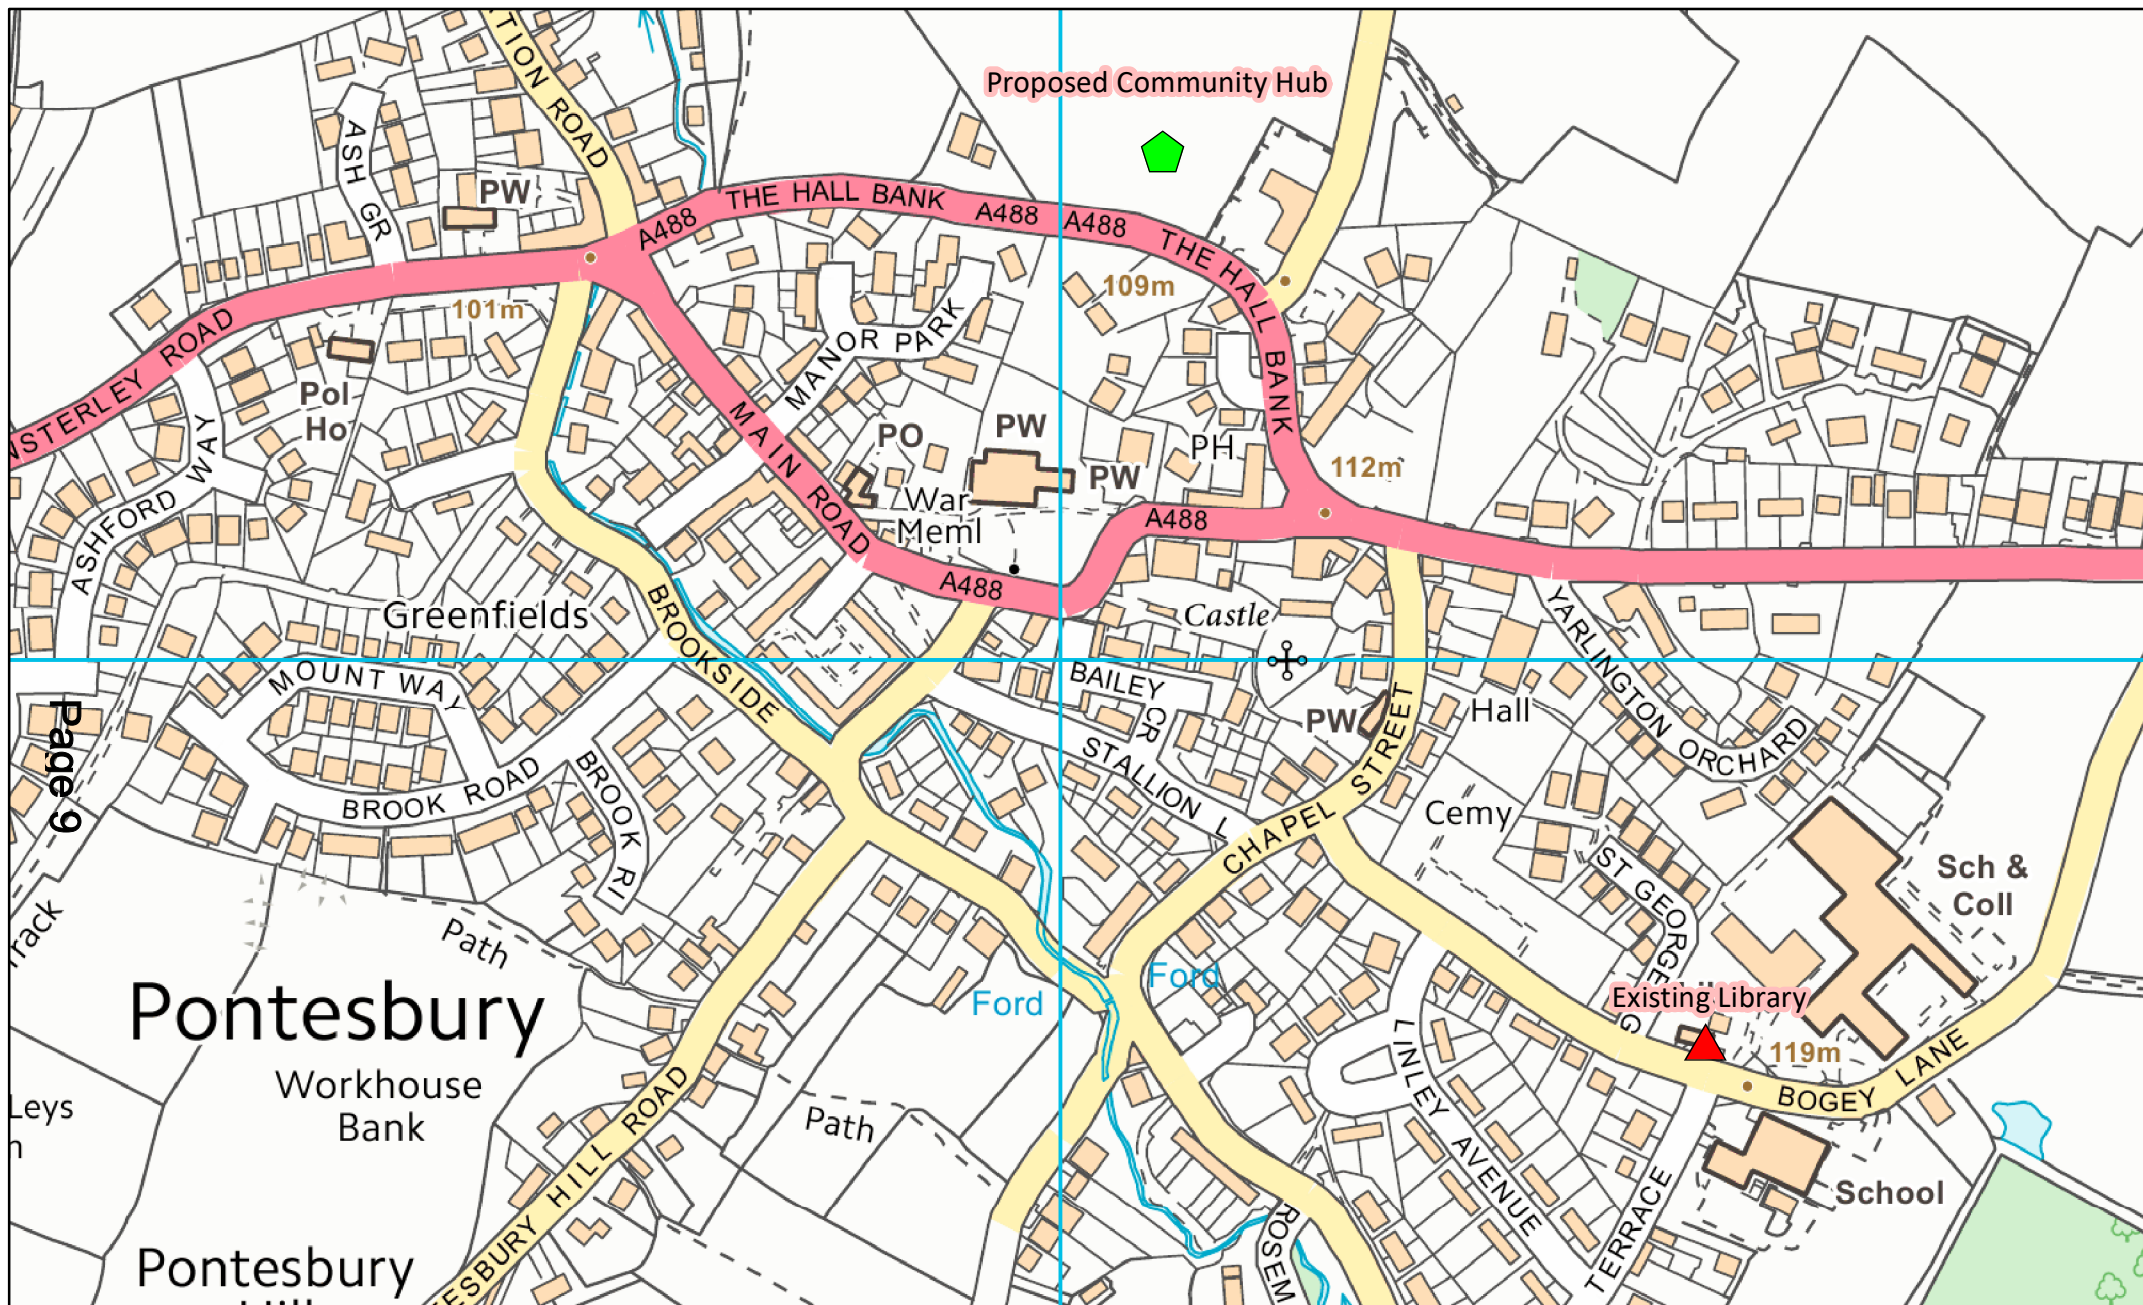 TION ROAD
Proposed Community Hub
ASH GR
PW
THE HALL BANK
A488
A488
A488
THE HALL BANK
101m
109m
NSTERLEY ROAD
MANOR PARK
Pol
Ho
MAIN ROAD
PO
PW
PW
PH
112m
ASHFORD WAY
War
Meml
A488
A488
Greenfields
Castle
BROOKSIDE
YARLINGTON ORCHARD
MOUNT WAY
BAILEY
CR
PW
Hall
Page 9
STALLION L
CHAPEL STREET
BROOK ROAD
BROOK RI
Cemy
ST GEORGE
G
Sch &
Coll
rack
Path
Pontesbury
Ford
Ford
Existing Library
Workhouse
Bank
119m
BOGEY LANE
LINLEY AVENUE
Leys
n
Path
ESBURY HILL ROAD
TERRACE
School
ROSEM
Pontesbury
Hill